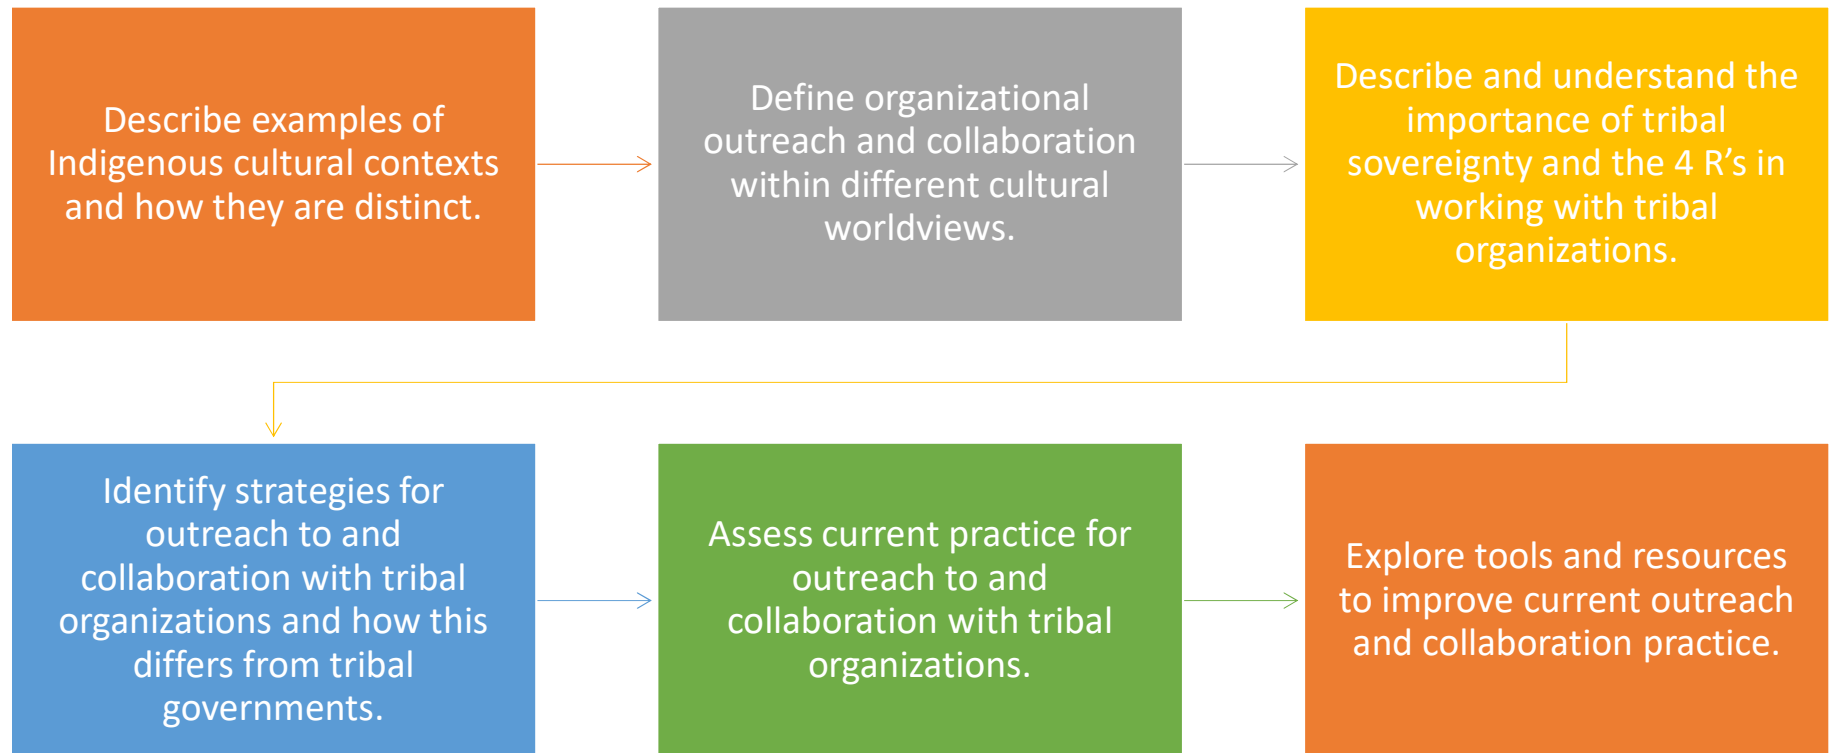 Describe examples of
Indigenous cultural contexts
and how they are distinct.
Define organizational
outreach and collaboration
within different cultural
worldviews.
Describe and understand the
importance of tribal
sovereignty and the 4 R’s in
working with tribal
organizations.
Identify strategies for
outreach to and
collaboration with tribal
organizations and how this
differs from tribal
governments.
Assess current practice for
outreach to and
collaboration with tribal
organizations.
Explore tools and resources
to improve current outreach
and collaboration practice.